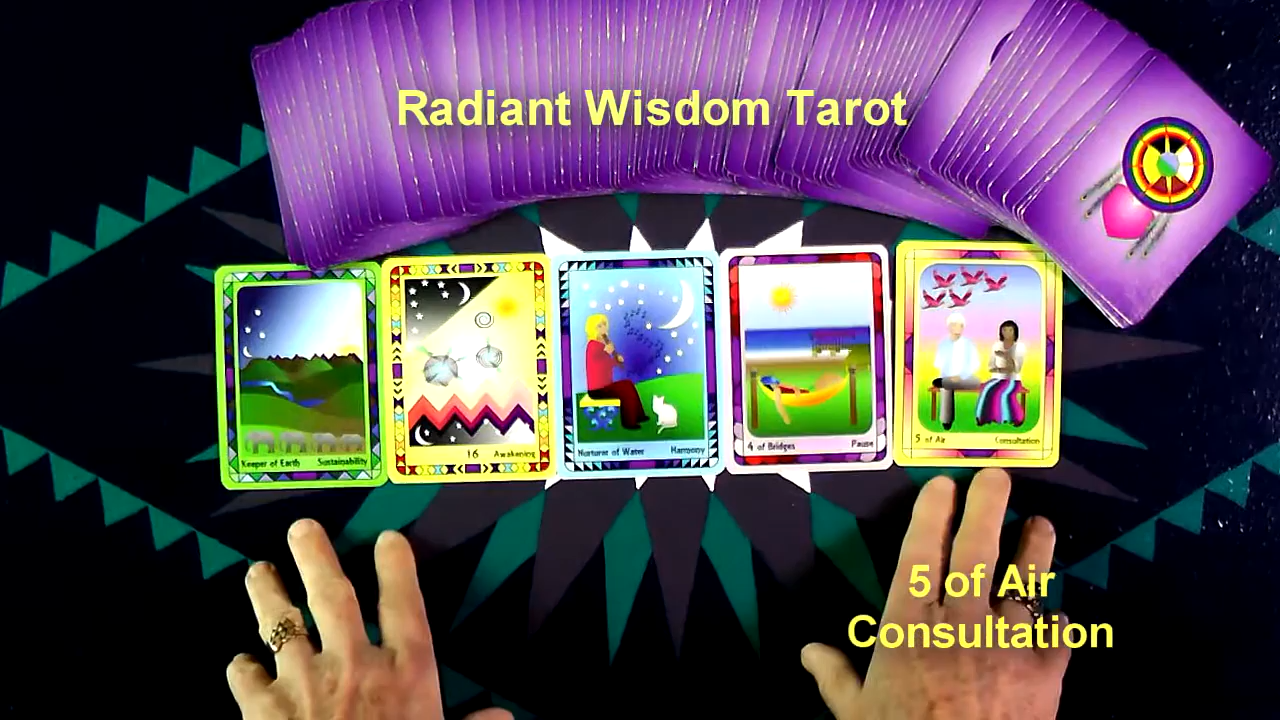 Radiant Wisdom Tarot
Keeper of Earth Sustainability
16 Awakening
Nurturer of Water Harmony
4 of Bridges Pause
5 of Air Consultation
5 of Air
Consultation